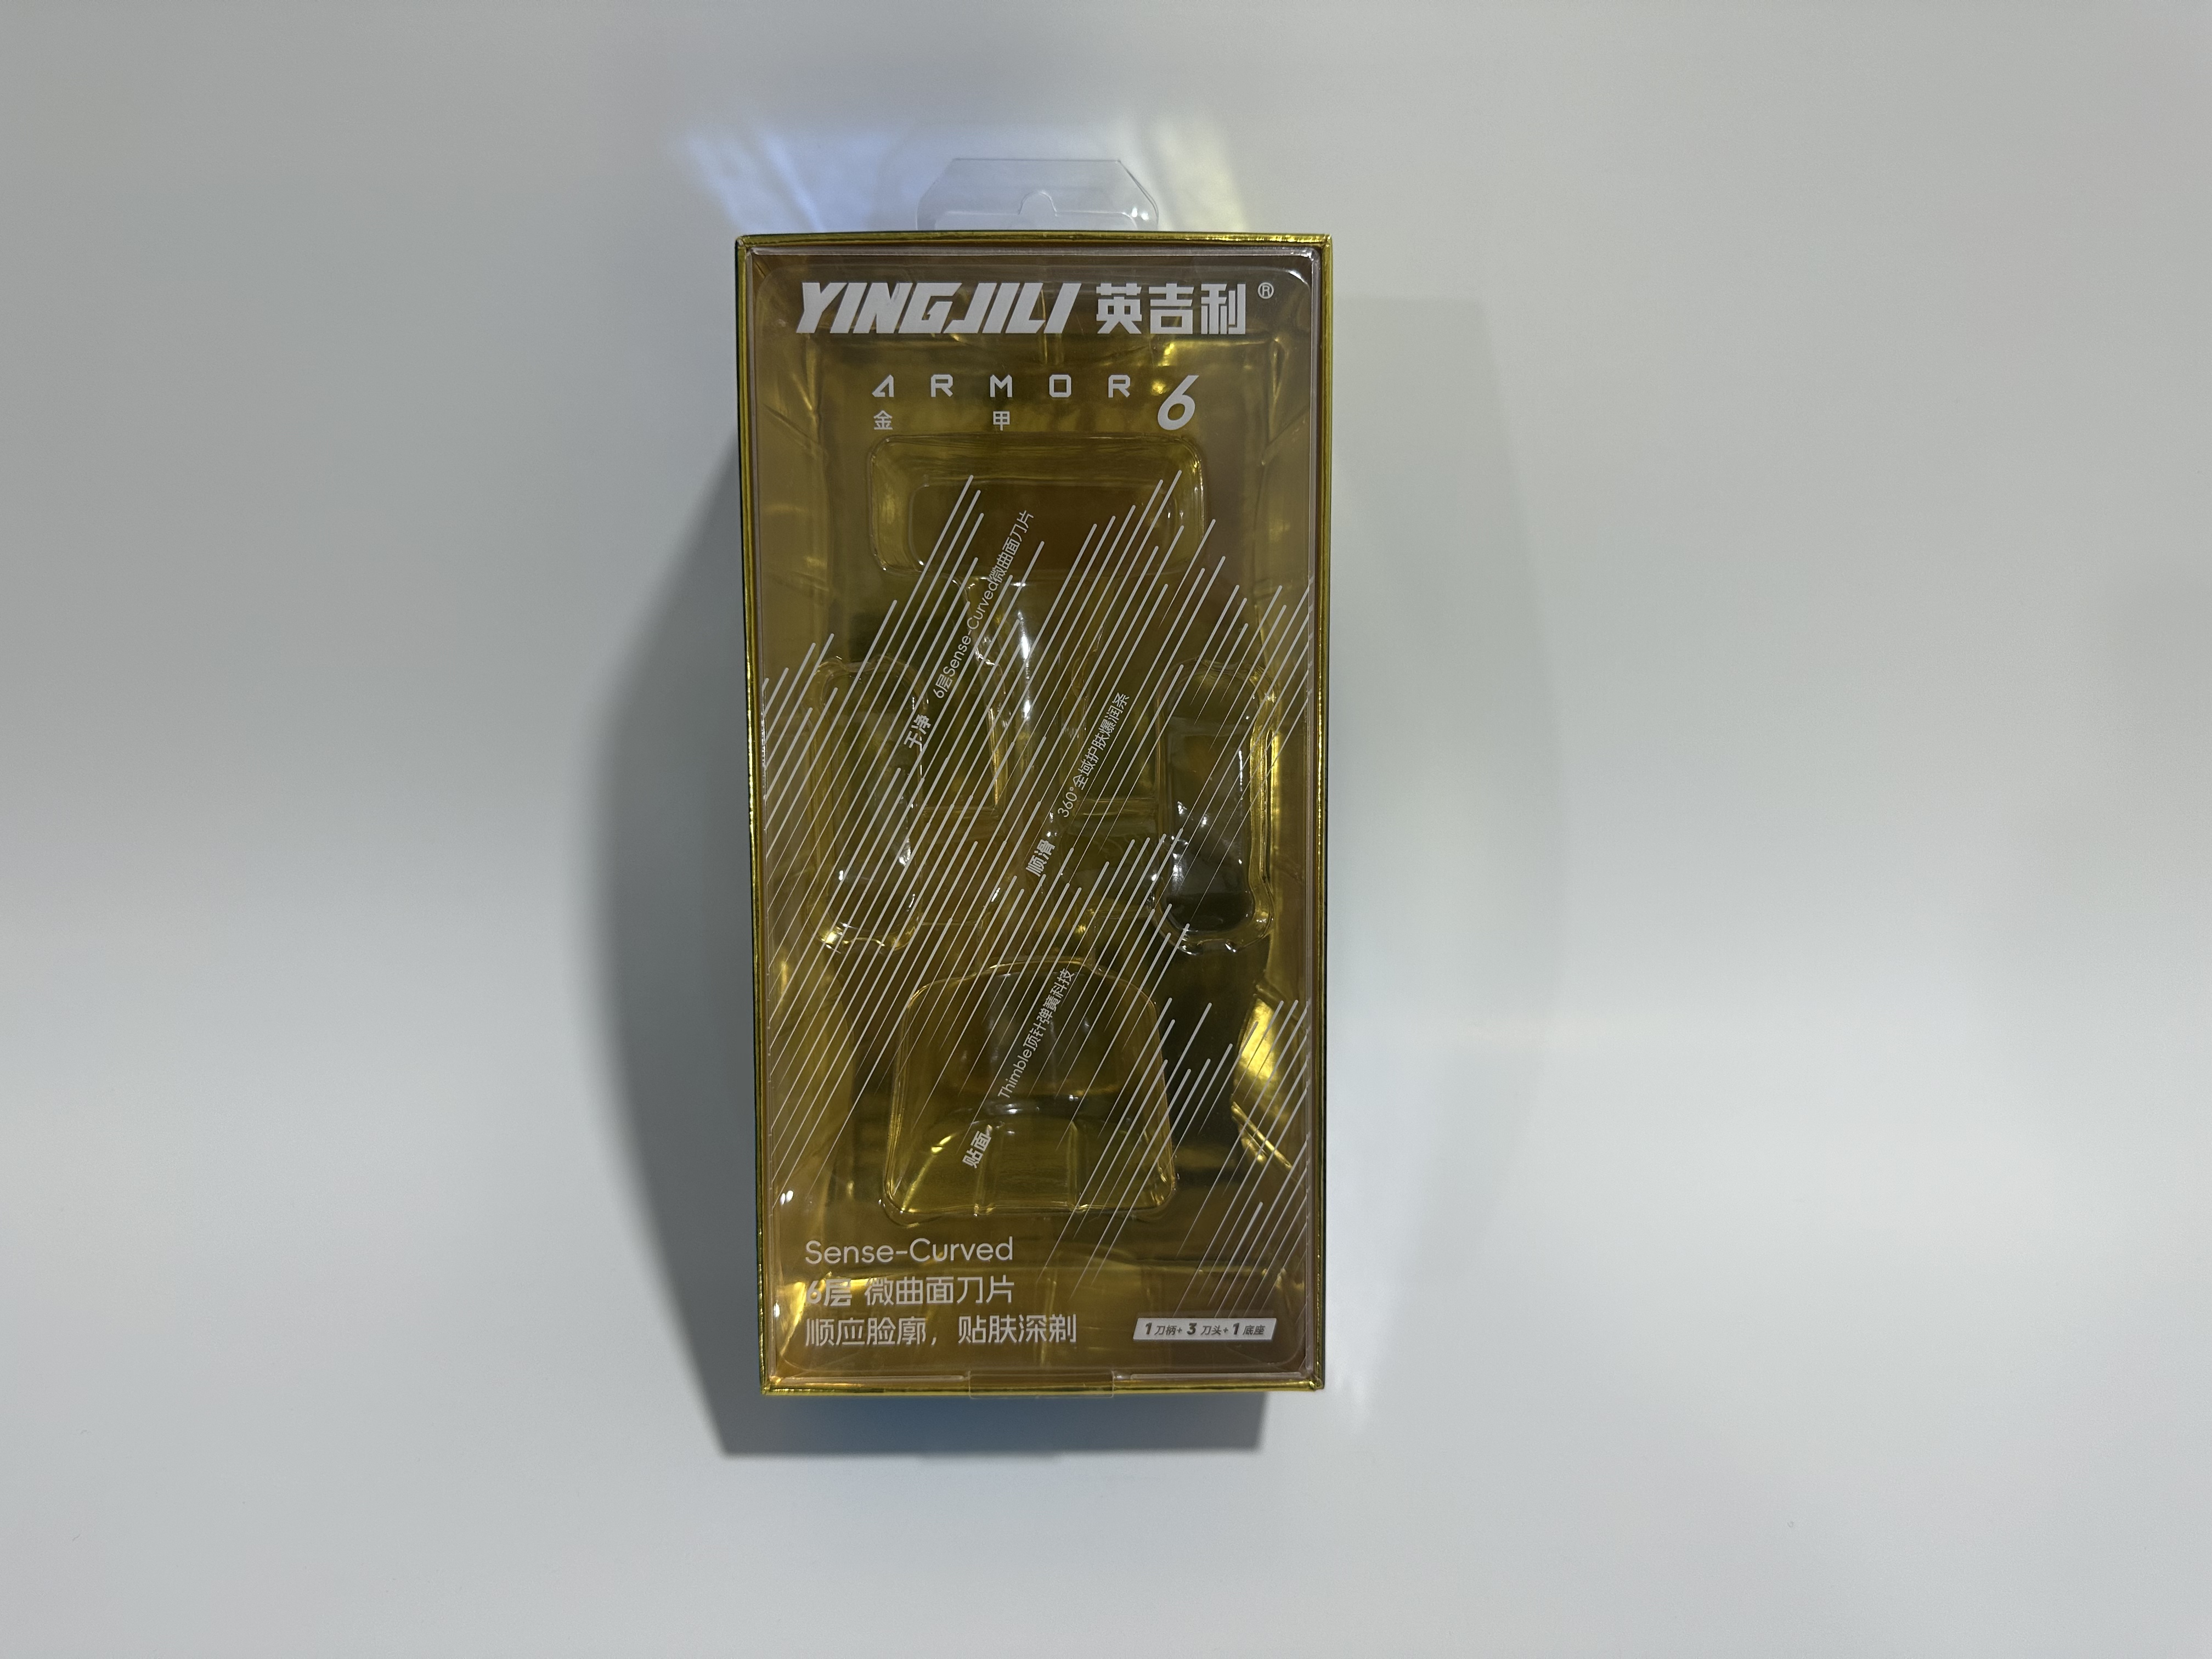 YINGJILI 英吉利®
ARMOR 6
金甲
干净 6层Sense-Curved微曲面刀片
顺滑 360°全域护肤爆润条
贴面 Thimble顶针弹簧科技
Sense-Curved
6层 微曲面刀片
顺应脸廓，贴肤深剃
1刀柄+3刀头+1底座